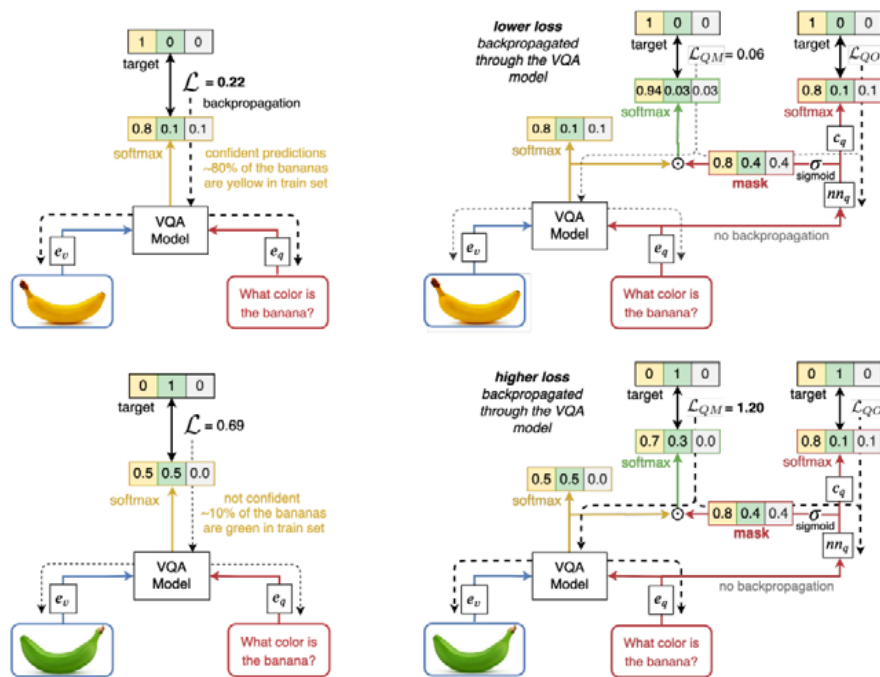 1 0 0
target
ℒ = 0.22
backpropagation
0.8 0.1 0.1
softmax
confident predictions
~80% of the bananas
are yellow in train set
VQA
Model
e_v
e_q
What color is
the banana?
lower loss
backpropagated
through the VQA
model
1 0 0
target
ℒ_QM = 0.06
0.94 0.03 0.03
softmax
1 0 0
target
ℒ_QO
0.8 0.1 0.1
softmax
c_q
0.8 0.1 0.1
softmax
⊙
0.8 0.4 0.4
mask
σ
sigmoid
nn_q
VQA
Model
no backpropagation
e_v
e_q
What color is
the banana?
0 1 0
target
ℒ = 0.69
0.5 0.5 0.0
softmax
not confident
~10% of the bananas
are green in train set
VQA
Model
e_v
e_q
What color is
the banana?
higher loss
backpropagated
through the VQA
model
0 1 0
target
ℒ_QM = 1.20
0.7 0.3 0.0
softmax
0 1 0
target
ℒ_QO
0.8 0.1 0.1
softmax
c_q
0.5 0.5 0.0
softmax
⊙
0.8 0.4 0.4
mask
σ
sigmoid
nn_q
VQA
Model
no backpropagation
e_v
e_q
What color is
the banana?